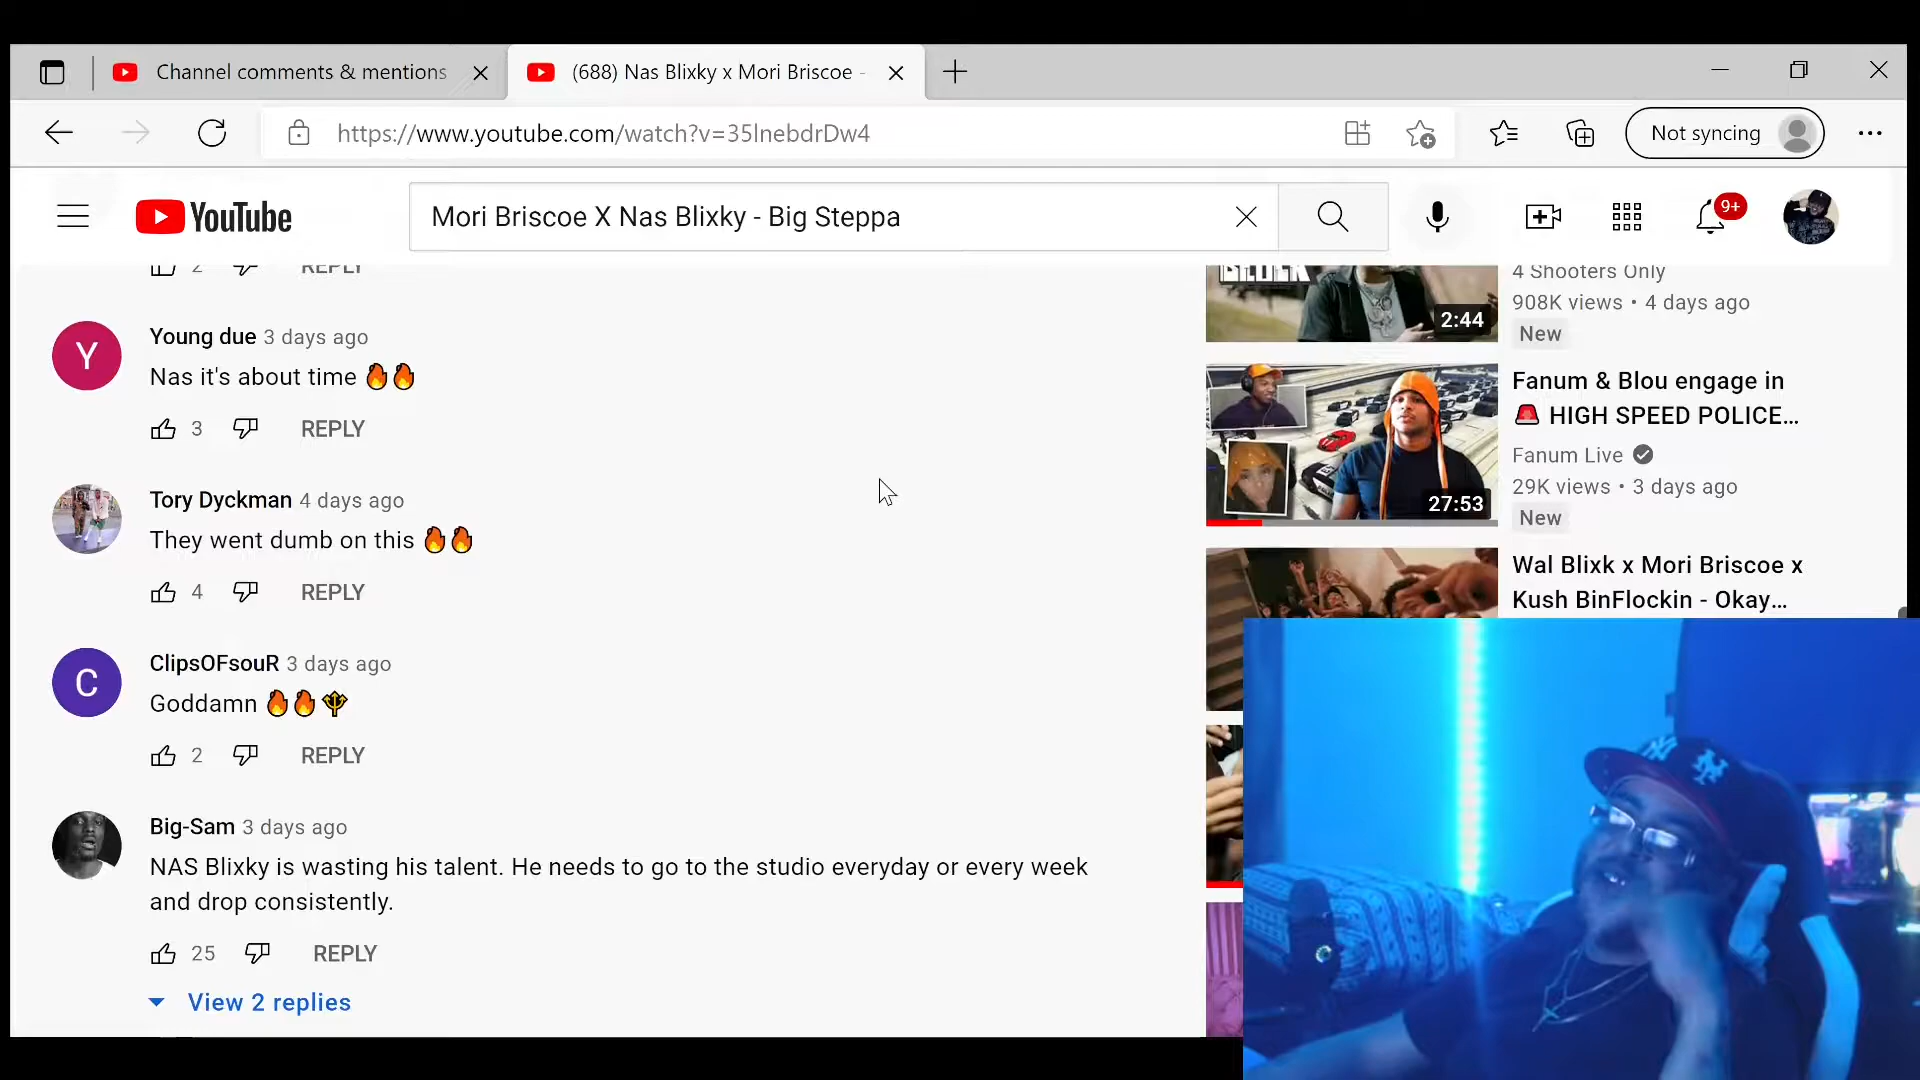 Channel comments & mentions
(688) Nas Blixky x Mori Briscoe -
https://www.youtube.com/watch?v=35lnebdrDw4
Not syncing
YouTube
Mori Briscoe X Nas Blixky - Big Steppa
9+
2 REPLY
Young due 3 days ago
Nas it's about time 🔥🔥
3 REPLY
Tory Dyckman 4 days ago
They went dumb on this 🔥🔥
4 REPLY
ClipsOFsouR 3 days ago
Goddamn 🔥🔥🔱
2 REPLY
Big-Sam 3 days ago
NAS Blixky is wasting his talent. He needs to go to the studio everyday or every week
and drop consistently.
25 REPLY
View 2 replies
2:44
4 Shooters Only
908K views • 4 days ago
New
27:53
Fanum & Blou engage in
🚨 HIGH SPEED POLICE...
Fanum Live
29K views • 3 days ago
New
Wal Blixk x Mori Briscoe x
Kush BinFlockin - Okay...